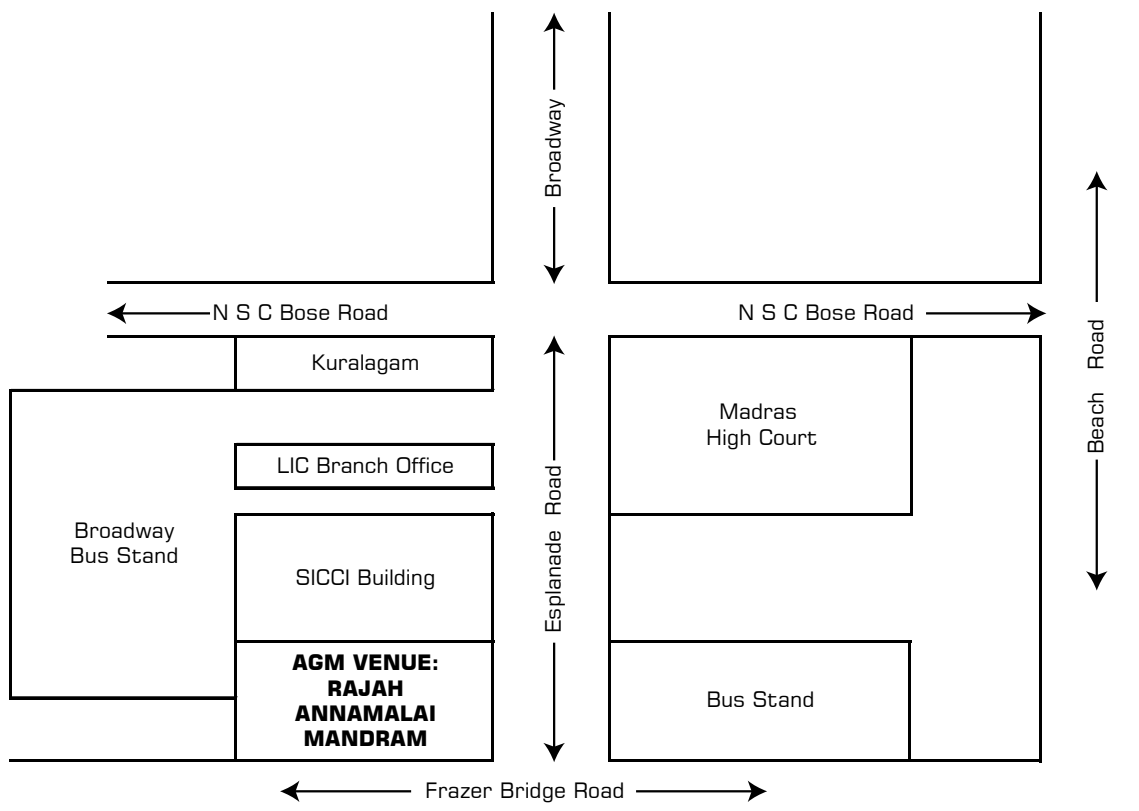 Broadway
N S C Bose Road
N S C Bose Road
Beach Road
Kuralagam
Madras
High Court
LIC Branch Office
Esplanade Road
Broadway
Bus Stand
SICCI Building
AGM VENUE:
RAJAH
ANNAMALAI
MANDRAM
Bus Stand
Frazer Bridge Road